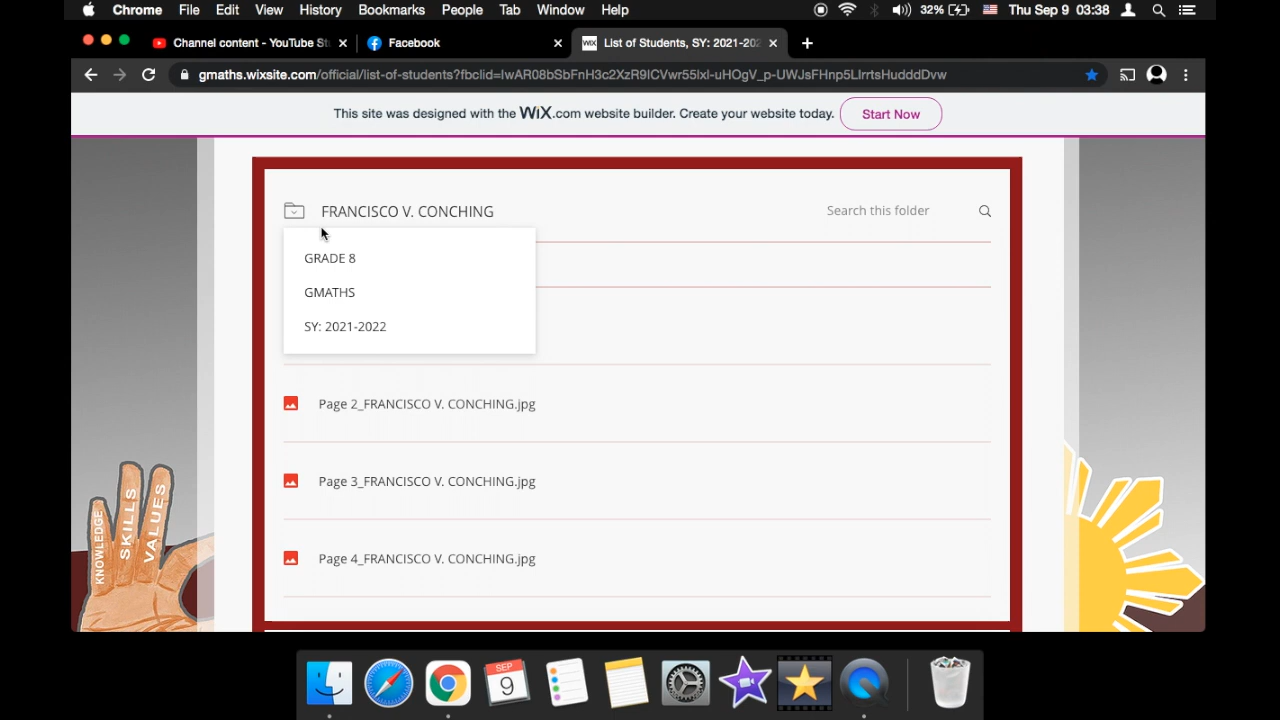 Chrome File Edit View History Bookmarks People Tab Window Help 32% Thu Sep 9 03:38
Channel content - YouTube St
Facebook
WiX List of Students, SY: 2021-202
gmaths.wixsite.com/official/list-of-students?fbclid=IwAR08bSbFnH3c2XzR9ICVwr55lxl-uHOgV_p-UWJsFHnp5LIrrtsHudddDvw
This site was designed with the WiX.com website builder. Create your website today. Start Now
FRANCISCO V. CONCHING Search this folder
GRADE 8
GMATHS
SY: 2021-2022
Page 2_FRANCISCO V. CONCHING.jpg
Page 3_FRANCISCO V. CONCHING.jpg
Page 4_FRANCISCO V. CONCHING.jpg
KNOWLEDGE
SKILLS
VALUES
SEP
9